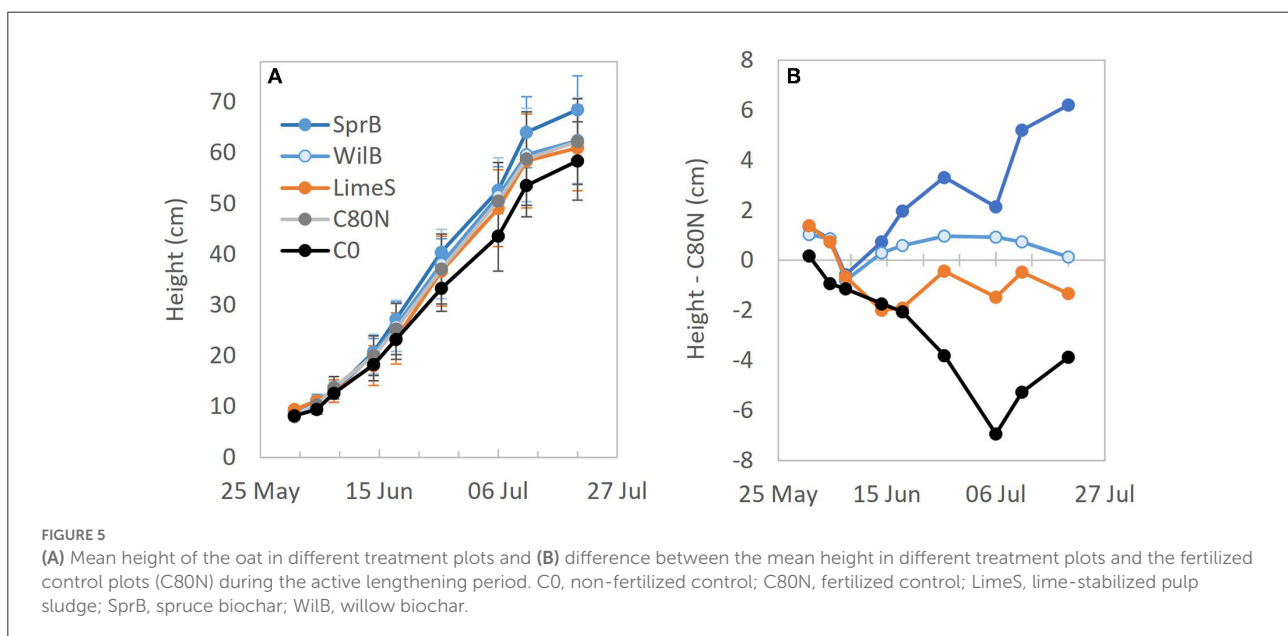 A
Height (cm)
70
60
50
40
30
20
10
0
SprB
WilB
LimeS
C80N
C0
25 May 15 Jun 06 Jul 27 Jul
B
Height - C80N (cm)
8
6
4
2
0
-2
-4
-6
-8
25 May 15 Jun 06 Jul 27 Jul
FIGURE 5
(A) Mean height of the oat in different treatment plots and (B) difference between the mean height in different treatment plots and the fertilized
control plots (C80N) during the active lengthening period. C0, non-fertilized control; C80N, fertilized control; LimeS, lime-stabilized pulp
sludge; SprB, spruce biochar; WilB, willow biochar.